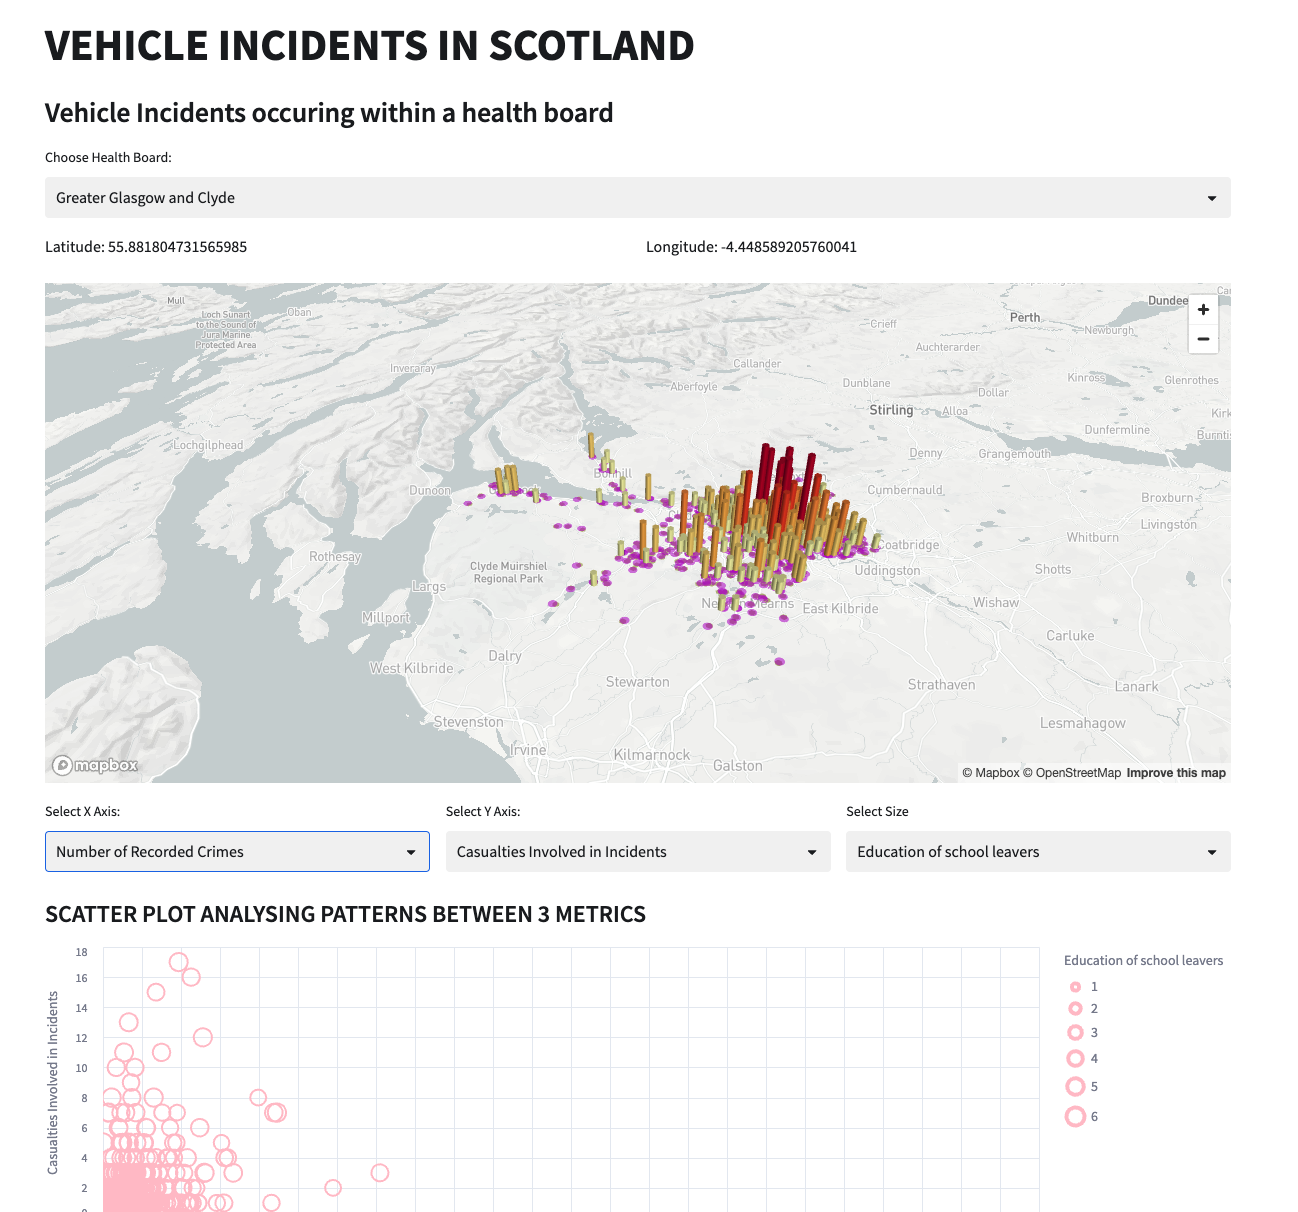 VEHICLE INCIDENTS IN SCOTLAND
Vehicle Incidents occuring within a health board
Choose Health Board:
Greater Glasgow and Clyde
Latitude: 55.881804731565985
Longitude: -4.448589205760041
Mull
Oban
Loch Sunart
to the Sound of
Jura Marine
Protected Area
Inveraray
Lochgilphead
Dunoon
Rothesay
Largs
Millport
West Kilbride
Dalry
Stevenston
Irvine
Kilmarnock
Galston
Stewarton
Clyde Muirshiel
Regional Park
Aberfoyle
Callander
Crieff
Auchterarder
Perth
Dundee
Newburgh
Dunblane
Dollar
Kinross
Glenrothes
Stirling
Alloa
Dunfermline
Denny
Grangemouth
Cumbernauld
Broxburn-
Livingston
Whitburn
Coatbridge
Uddingston
Shotts
East Kilbride
Wishaw
Carluke
Strathaven
Lanark
Lesmahagow
+
−
mapbox
© Mapbox © OpenStreetMap Improve this map
Select X Axis:
Number of Recorded Crimes
Select Y Axis:
Casualties Involved in Incidents
Select Size
Education of school leavers
SCATTER PLOT ANALYSING PATTERNS BETWEEN 3 METRICS
Casualties Involved in Incidents
18
16
14
12
10
8
6
4
2
Education of school leavers
1
2
3
4
5
6